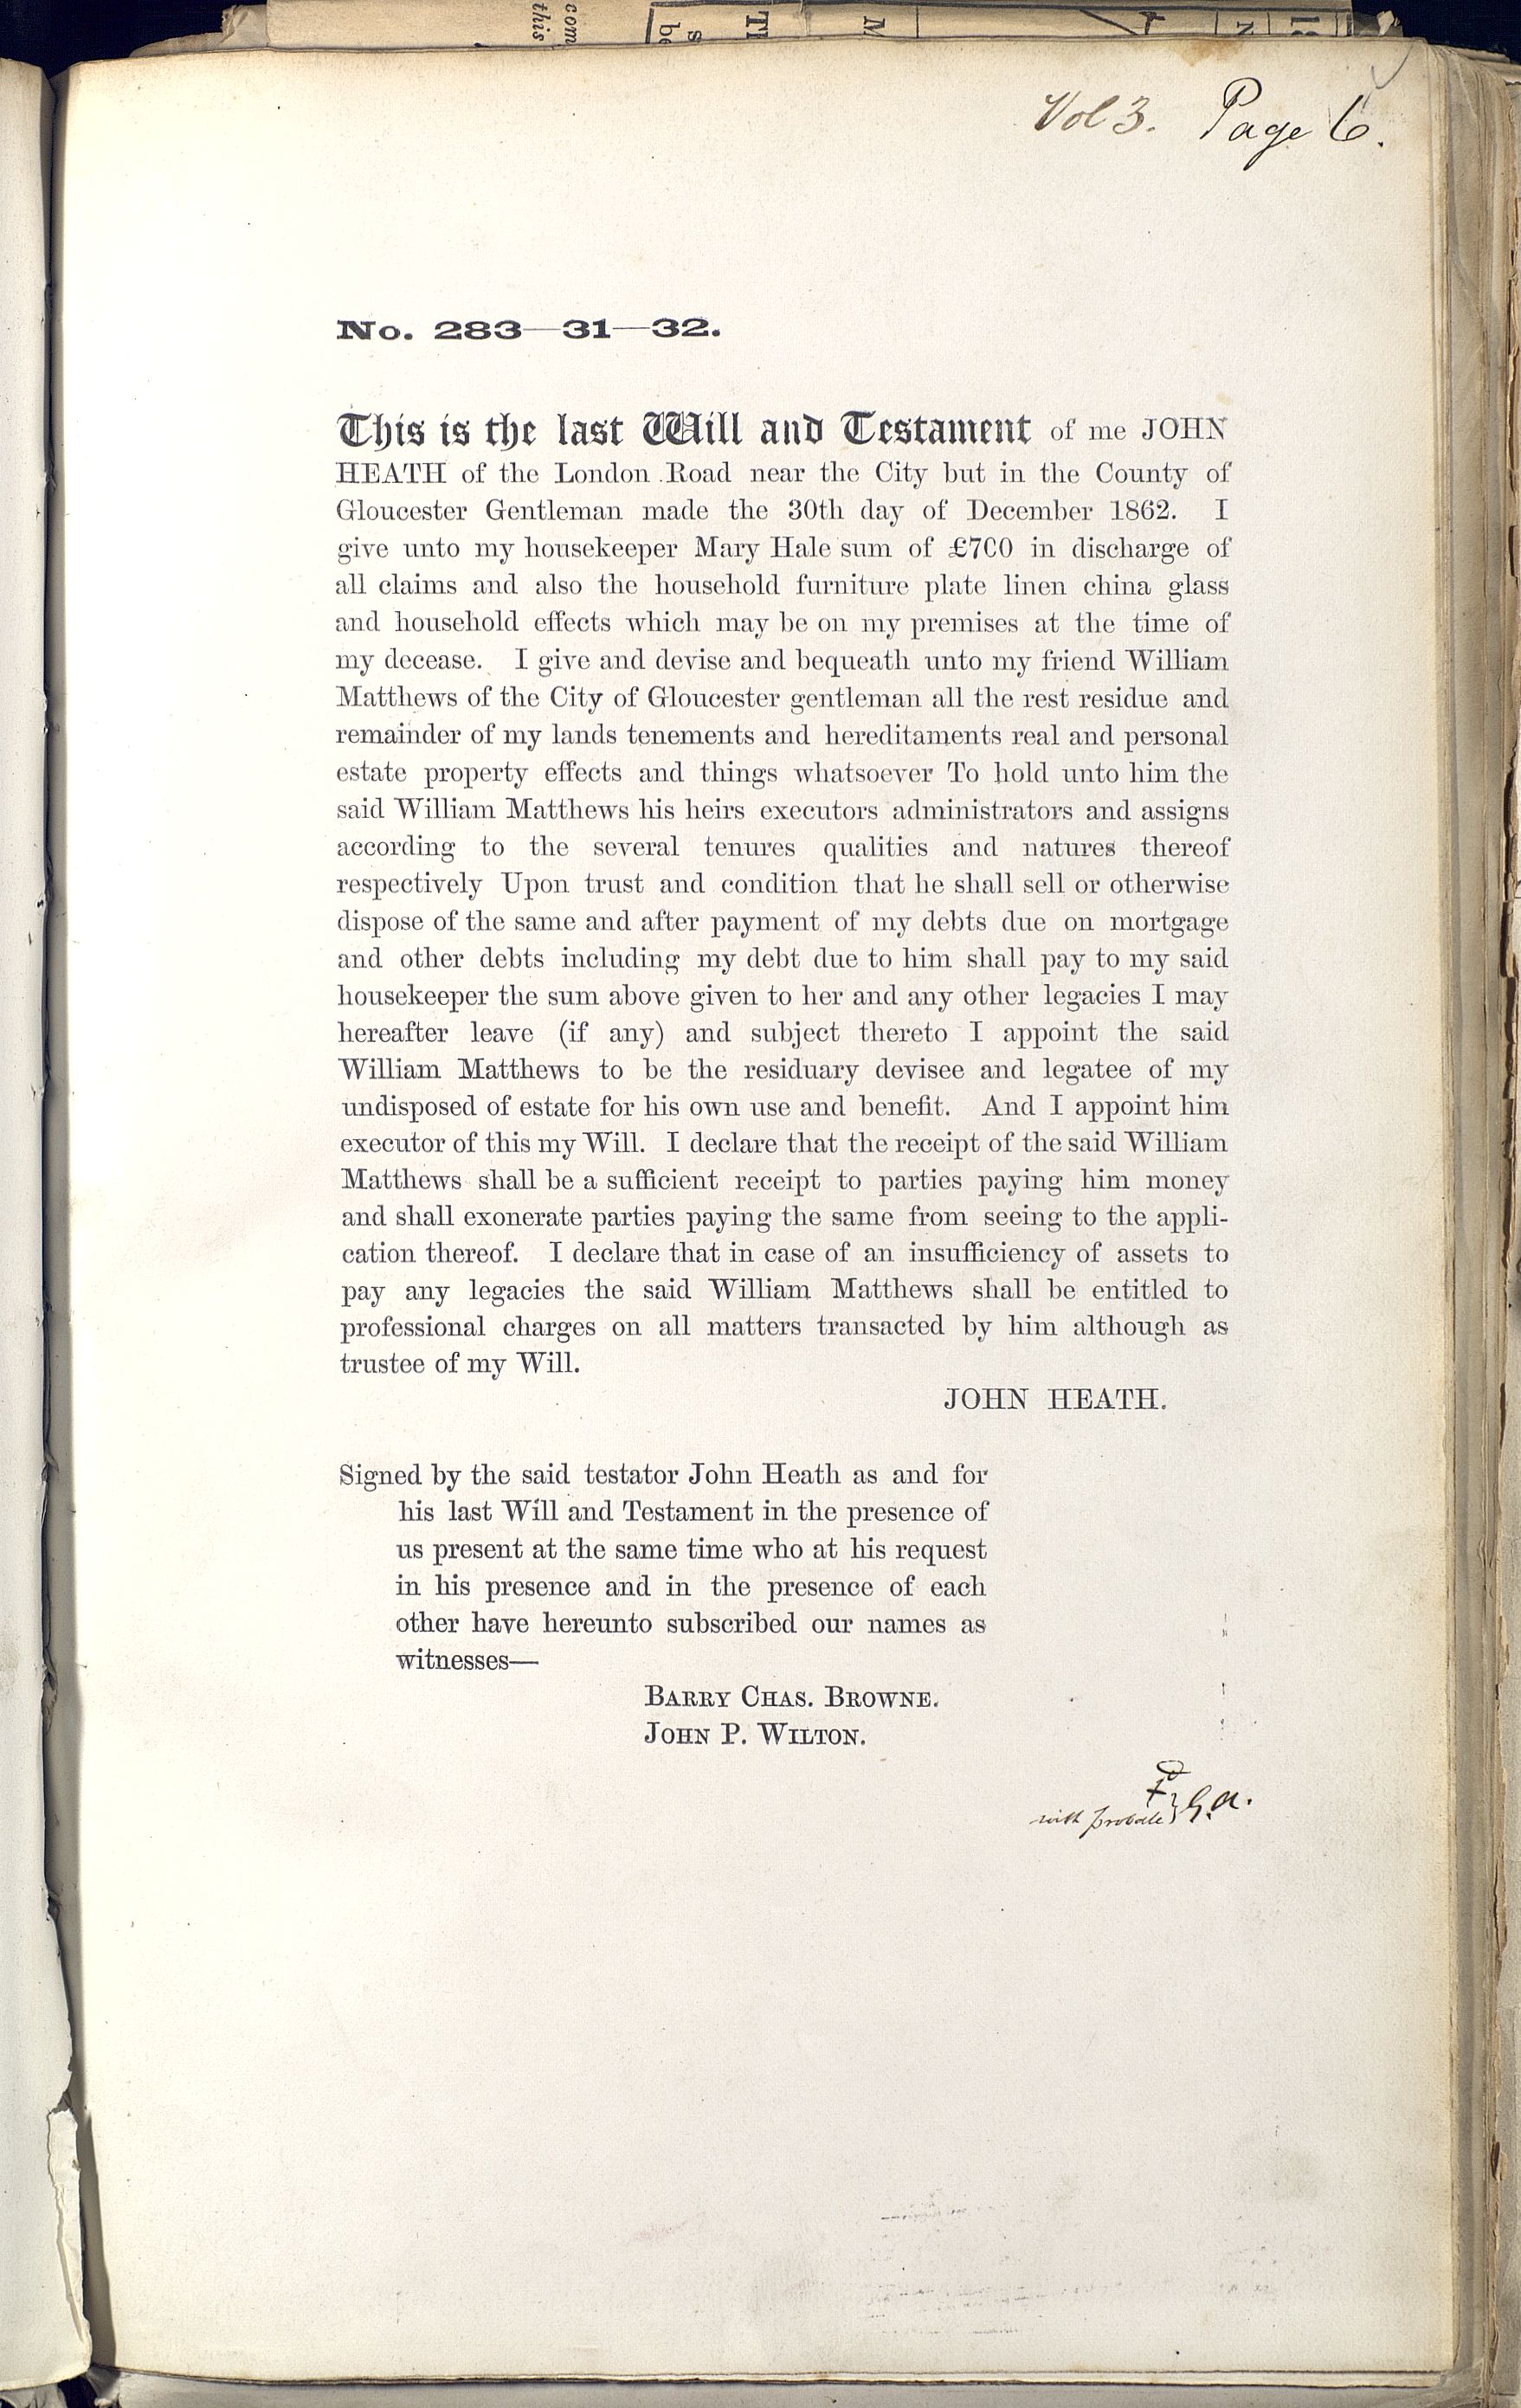 com
this
Vol 3. Page 6.
No. 283—31—32.
This is the last Will and Testament of me JOHN
HEATH of the London Road near the City but in the County of
Gloucester Gentleman made the 30th day of December 1862. I
give unto my housekeeper Mary Hale sum of £700 in discharge of
all claims and also the household furniture plate linen china glass
and household effects which may be on my premises at the time of
my decease. I give and devise and bequeath unto my friend William
Matthews of the City of Gloucester gentleman all the rest residue and
remainder of my lands tenements and hereditaments real and personal
estate property effects and things whatsoever To hold unto him the
said William Matthews his heirs executors administrators and assigns
according to the several tenures qualities and natures thereof
respectively Upon trust and condition that he shall sell or otherwise
dispose of the same and after payment of my debts due on mortgage
and other debts including my debt due to him shall pay to my said
housekeeper the sum above given to her and any other legacies I may
hereafter leave (if any) and subject thereto I appoint the said
William Matthews to be the residuary devisee and legatee of my
undisposed of estate for his own use and benefit. And I appoint him
executor of this my Will. I declare that the receipt of the said William
Matthews shall be a sufficient receipt to parties paying him money
and shall exonerate parties paying the same from seeing to the appli-
cation thereof. I declare that in case of an insufficiency of assets to
pay any legacies the said William Matthews shall be entitled to
professional charges on all matters transacted by him although as
trustee of my Will.
JOHN HEATH.
Signed by the said testator John Heath as and for
his last Will and Testament in the presence of
us present at the same time who at his request
in his presence and in the presence of each
other have hereunto subscribed our names as
witnesses—
BARRY CHAS. BROWNE.
JOHN P. WILTON.
with probate